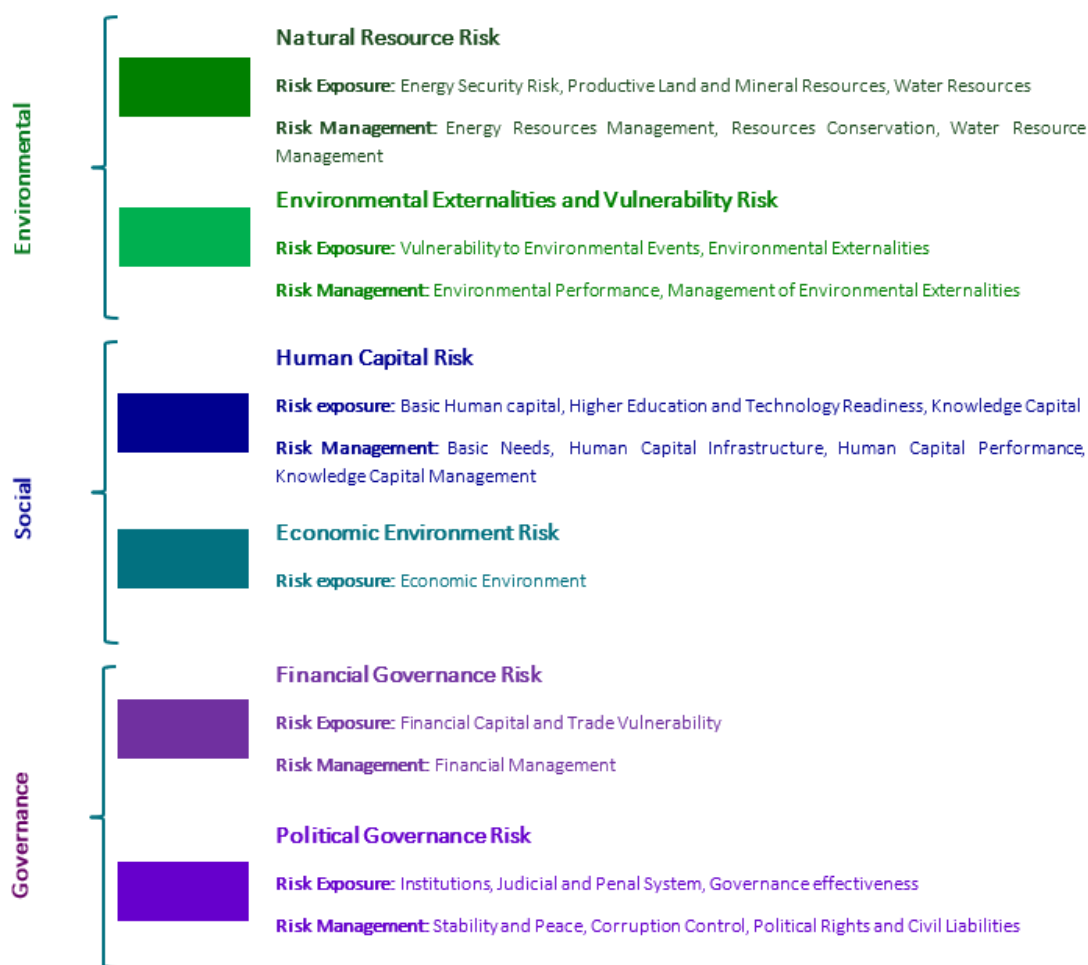 Environmental
Natural Resource Risk
Risk Exposure: Energy Security Risk, Productive Land and Mineral Resources, Water Resources
Risk Management: Energy Resources Management, Resources Conservation, Water Resource
Management
Environmental Externalities and Vulnerability Risk
Risk Exposure: Vulnerability to Environmental Events, Environmental Externalities
Risk Management: Environmental Performance, Management of Environmental Externalities
Social
Human Capital Risk
Risk exposure: Basic Human capital, Higher Education and Technology Readiness, Knowledge Capital
Risk Management: Basic Needs, Human Capital Infrastructure, Human Capital Performance,
Knowledge Capital Management
Economic Environment Risk
Risk exposure: Economic Environment
Governance
Financial Governance Risk
Risk Exposure: Financial Capital and Trade Vulnerability
Risk Management: Financial Management
Political Governance Risk
Risk Exposure: Institutions, Judicial and Penal System, Governance effectiveness
Risk Management: Stability and Peace, Corruption Control, Political Rights and Civil Liabilities